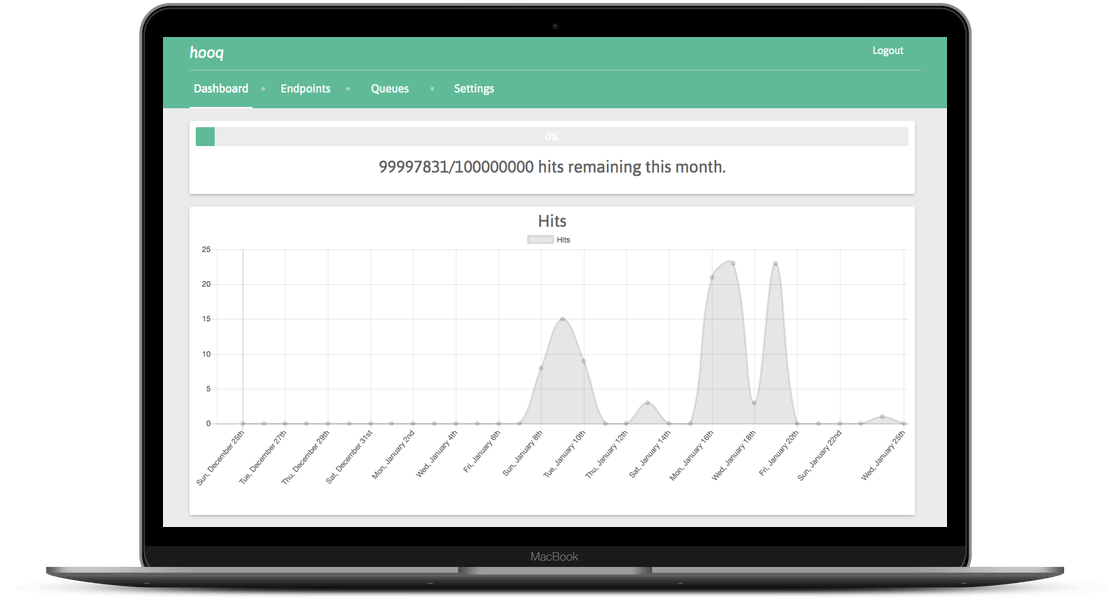 hooq
Logout
Dashboard
Endpoints
Queues
Settings
0%
99997831/100000000 hits remaining this month.
Hits
Hits
25
20
15
10
5
0
Sun, December 25th
Tue, December 27th
Thu, December 29th
Sat, December 31st
Mon, January 2nd
Wed, January 4th
Fri, January 6th
Sun, January 8th
Tue, January 10th
Thu, January 12th
Sat, January 14th
Mon, January 16th
Wed, January 18th
Fri, January 20th
Sun, January 22nd
Wed, January 25th
MacBook